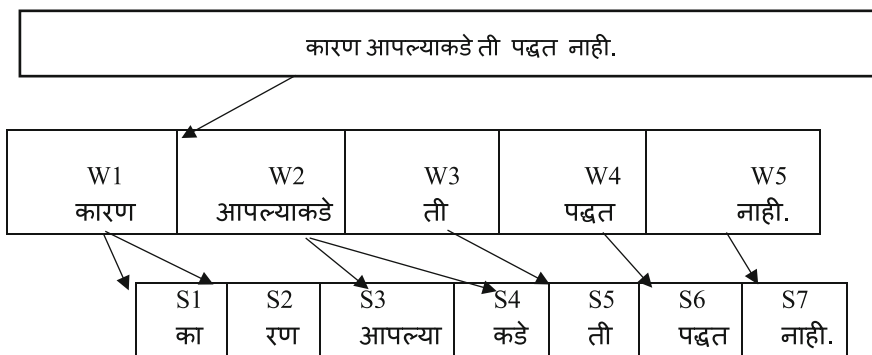 कारण आपल्याकडे ती पद्धत नाही.
W1 W2 W3 W4 W5
कारण आपल्याकडे ती पद्धत नाही.
S1 S2 S3 S4 S5 S6 S7
का रण आपल्या कडे ती पद्धत नाही.